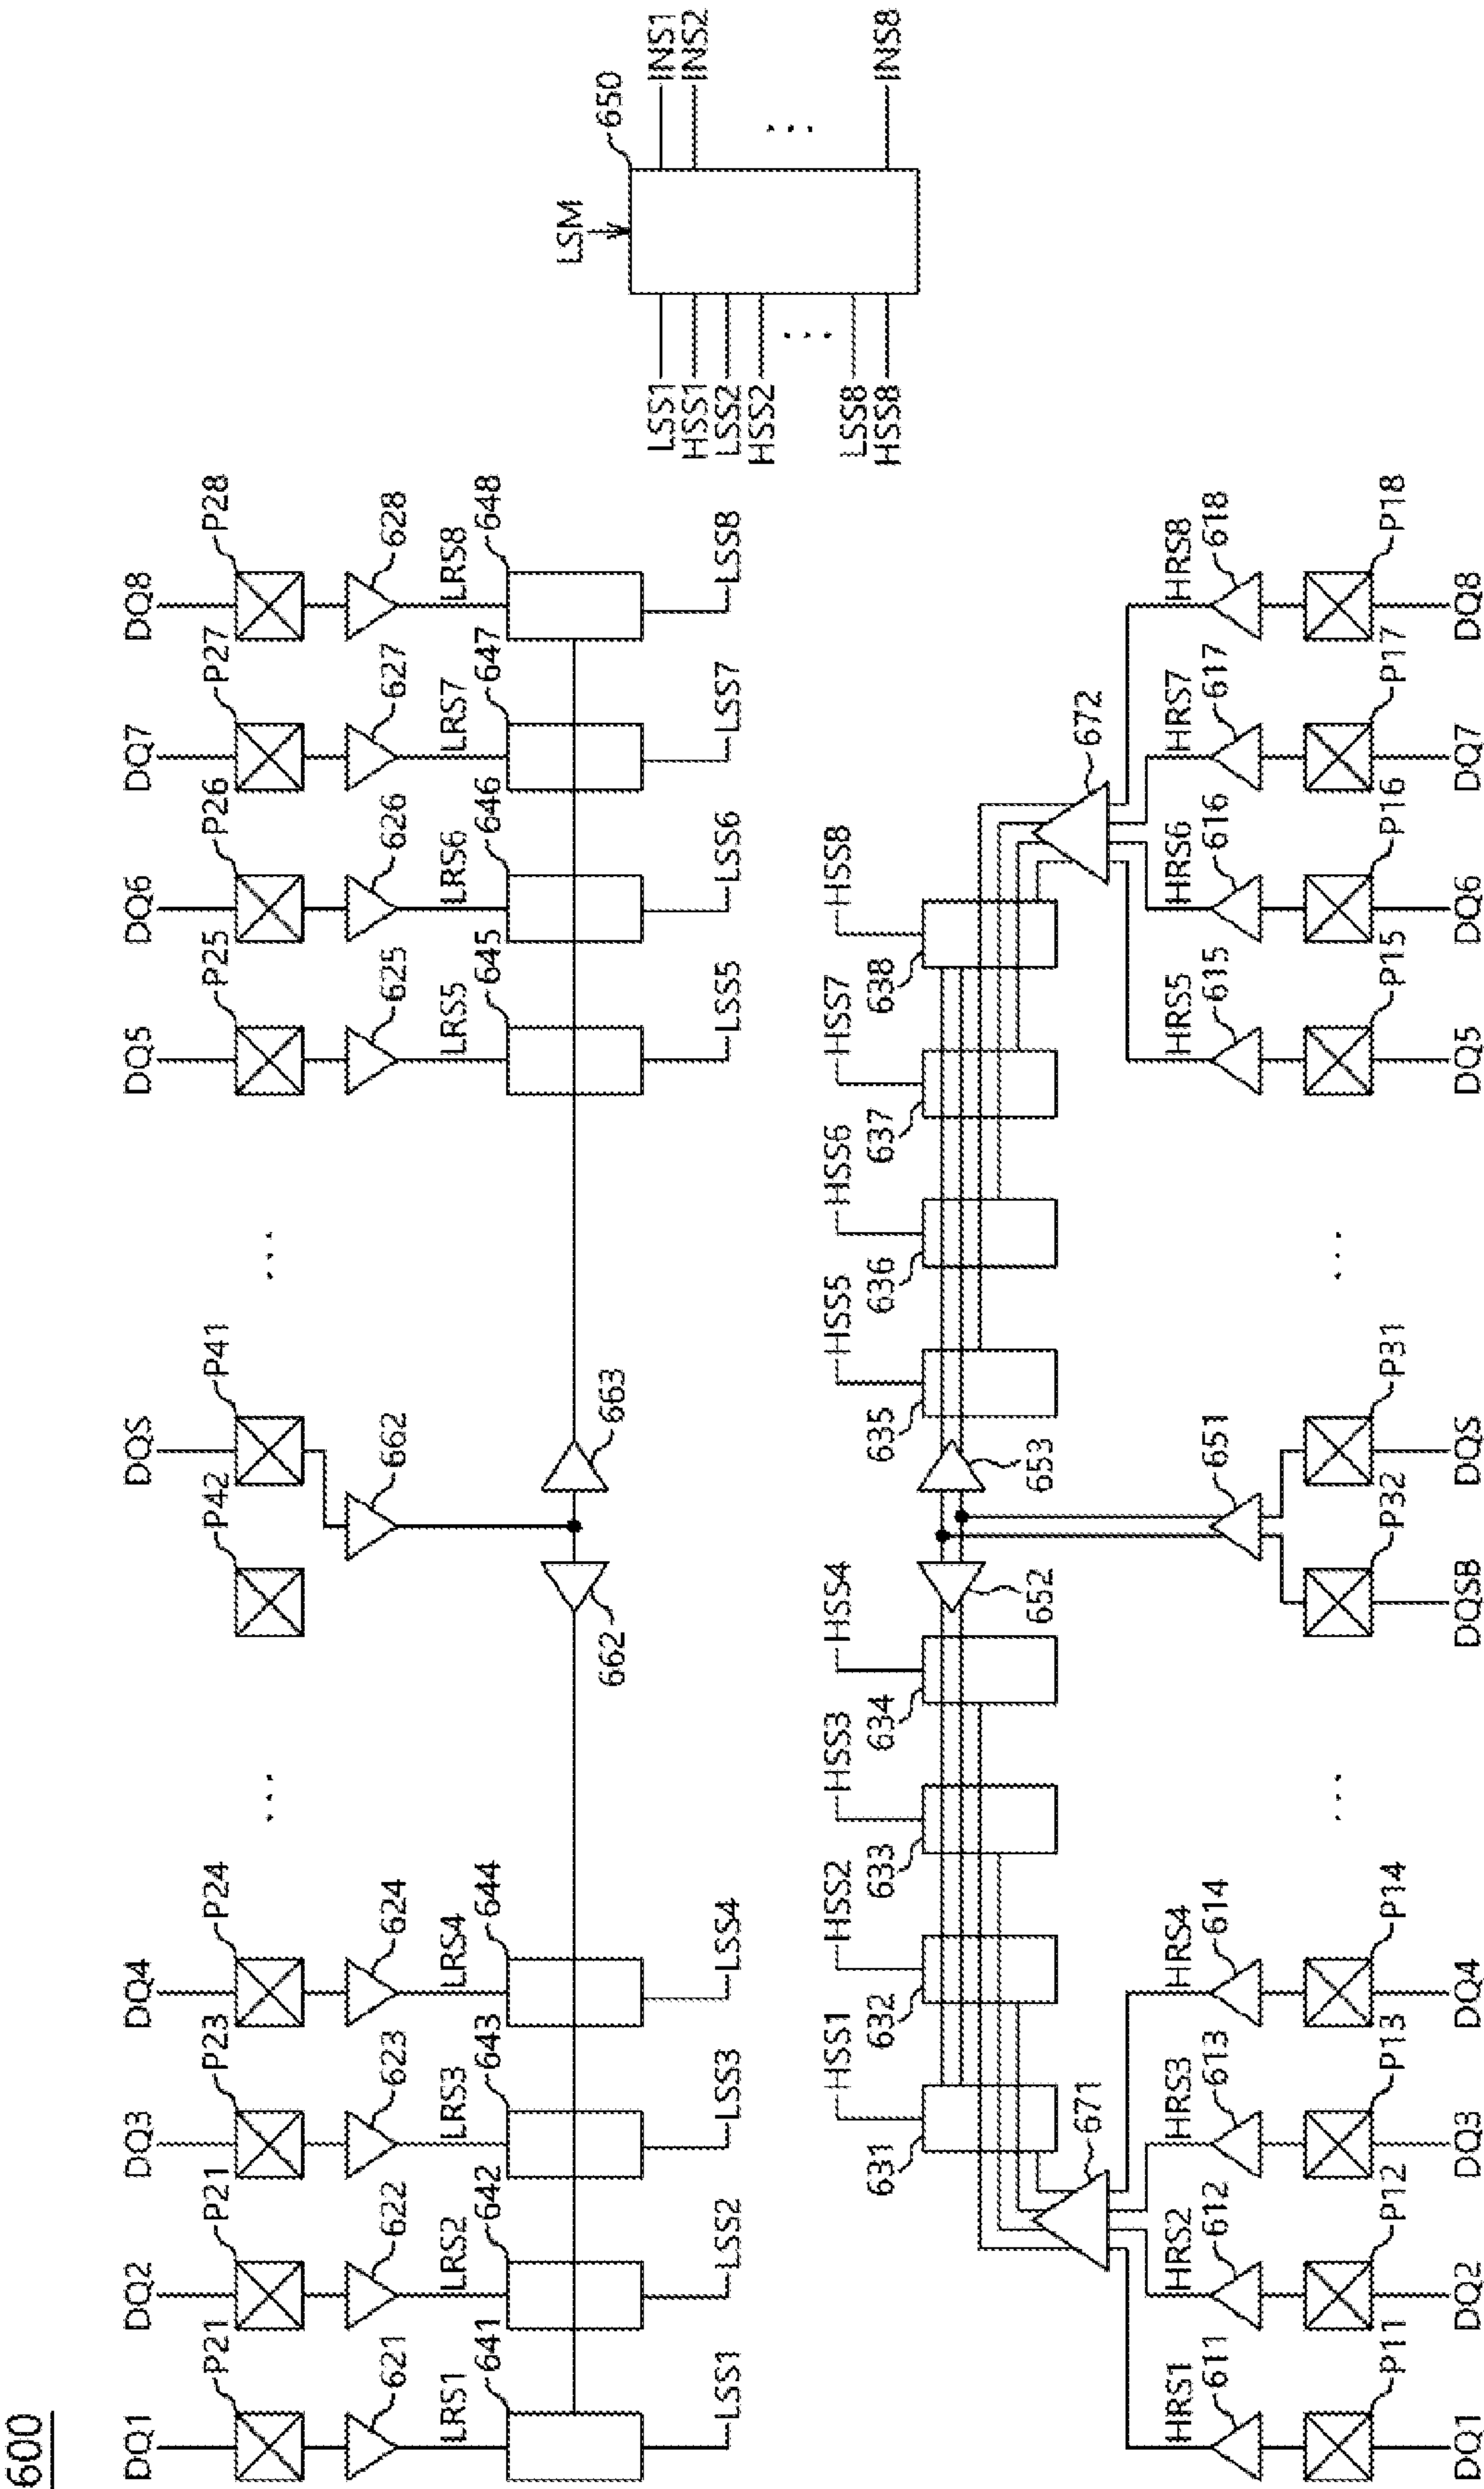 600
DQ1 DQ2 DQ3 DQ4 DQS DQ5 DQ6 DQ7 DQ8
P21 P21 P23 P24 P42 P41 P25 P26 P27 P28
621 622 623 624 662 625 626 627 628
LRS1 LRS2 LRS3 LRS4 LRS5 LRS6 LRS7 LRS8
641 642 643 644 645 646 647 648
662 663
LSS1 LSS2 LSS3 LSS4 LSS5 LSS6 LSS7 LSS8
LSM
650
LSS1 INS1
HSS1 INS2
LSS2
HSS2
...
LSS8
HSS8 INS8
HSS1 HSS2 HSS3 HSS4 HSS5 HSS6 HSS7 HSS8
631 632 633 634 635 636 637 638
652 653
671 672
HRS1 HRS2 HRS3 HRS4 HRS5 HRS6 HRS7 HRS8
611 612 613 614 651 615 616 617 618
P11 P12 P13 P14 P32 P31 P15 P16 P17 P18
DQ1 DQ2 DQ3 DQ4 DQSB DQS DQ5 DQ6 DQ7 DQ8